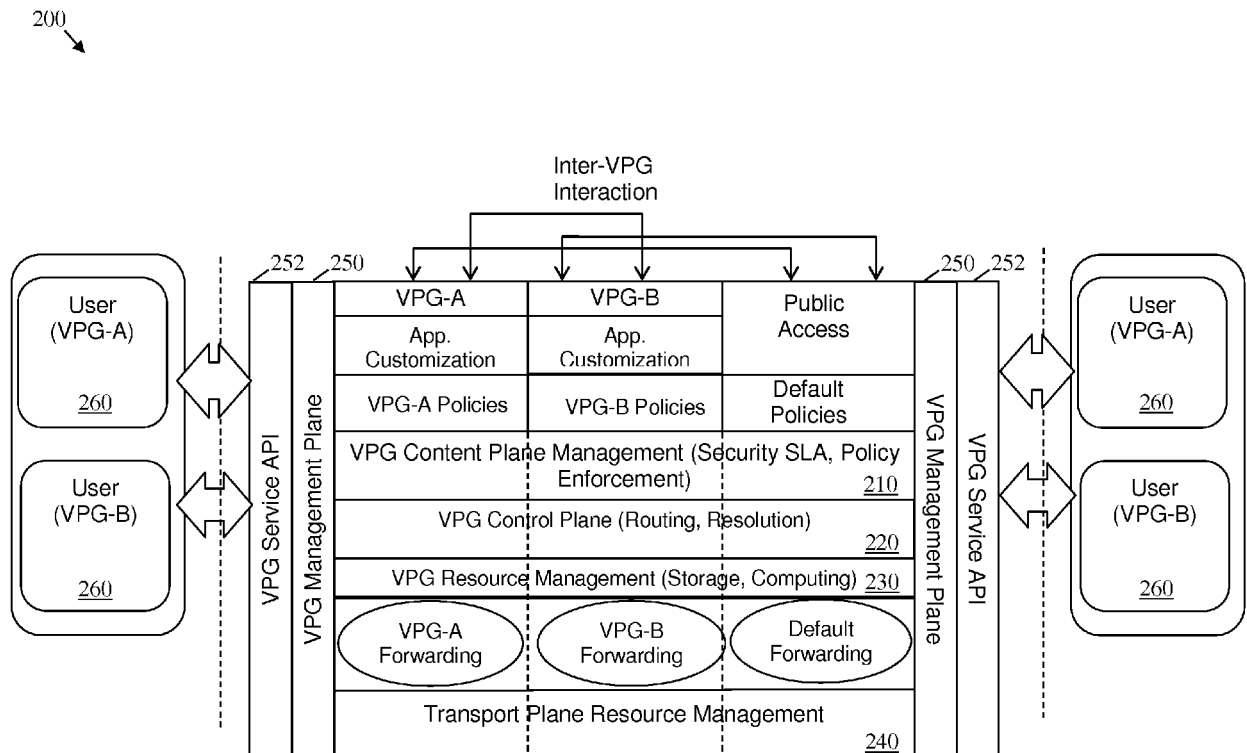 200
Inter-VPG
Interaction
252
250
250
252
User
(VPG-A)
260
User
(VPG-B)
260
VPG Service API
VPG Management Plane
VPG-A
VPG-B
Public
Access
App.
Customization
App.
Customization
VPG-A Policies
VPG-B Policies
Default
Policies
VPG Content Plane Management (Security SLA, Policy
Enforcement)
210
VPG Control Plane (Routing, Resolution)
220
VPG Resource Management (Storage, Computing)
230
VPG-A
Forwarding
VPG-B
Forwarding
Default
Forwarding
Transport Plane Resource Management
240
VPG Management Plane
VPG Service API
User
(VPG-A)
260
User
(VPG-B)
260